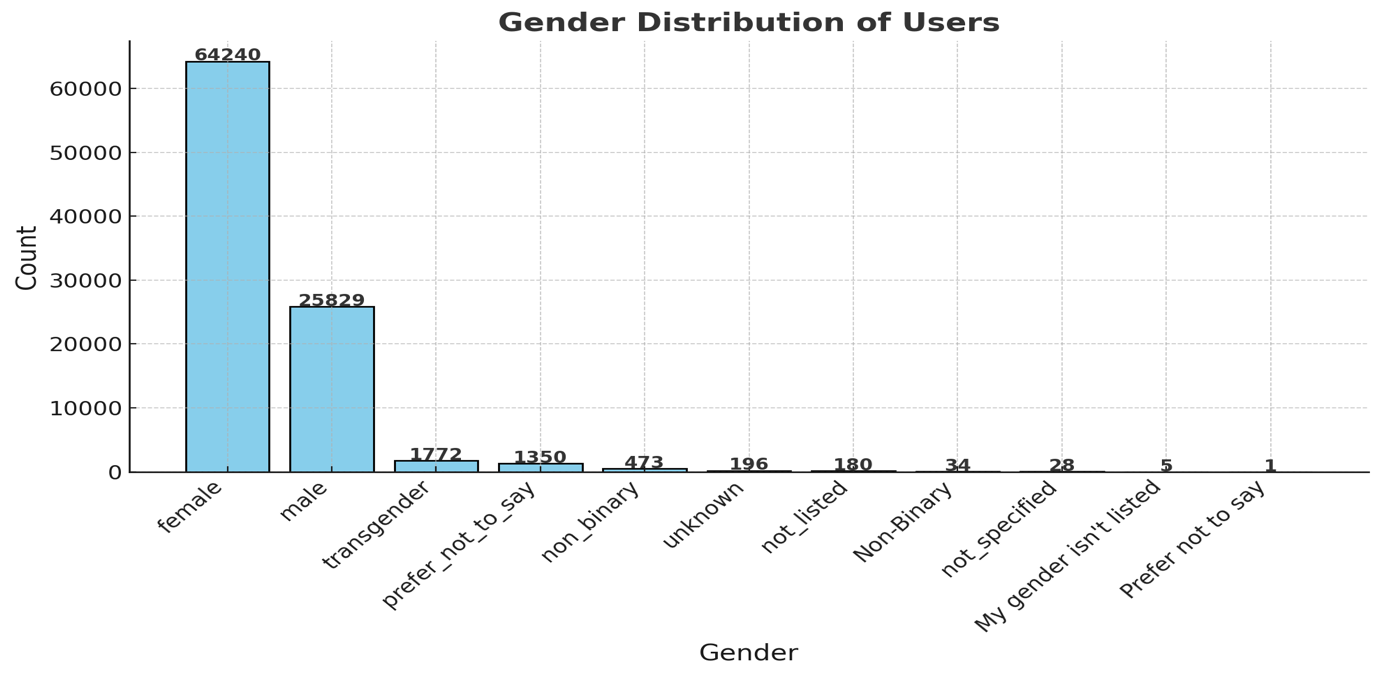 Gender Distribution of Users
64240
60000
50000
40000
30000
25829
20000
10000
1772
1350
473
196
180
34
28
5
1
0
Count
female
male
transgender
prefer_not_to_say
non_binary
unknown
not_listed
Non-Binary
not_specified
My gender isn't listed
Prefer not to say
Gender